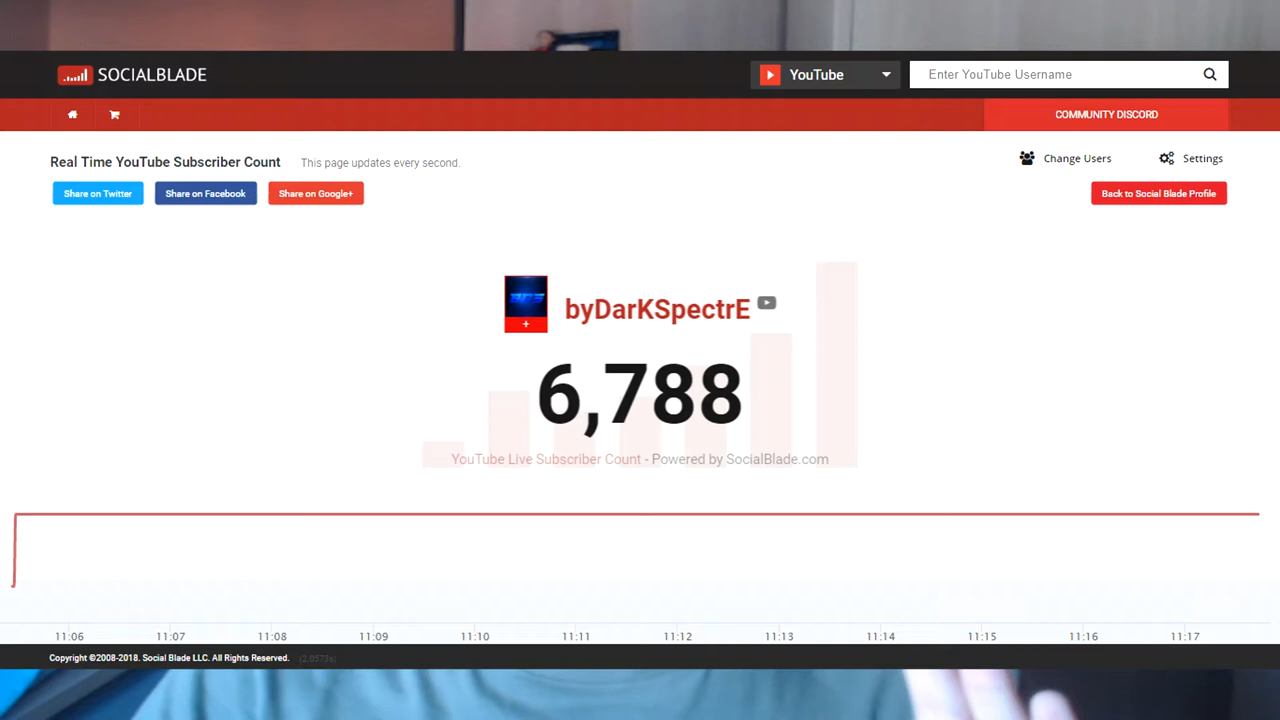 SOCIALBLADE
YouTube
Enter YouTube Username
COMMUNITY DISCORD
Real Time YouTube Subscriber Count
This page updates every second.
Change Users
Settings
Share on Twitter
Share on Facebook
Share on Google+
Back to Social Blade Profile
byDarKSpectrE
6,788
YouTube Live Subscriber Count - Powered by SocialBlade.com
11:06 11:07 11:08 11:09 11:10 11:11 11:12 11:13 11:14 11:15 11:16 11:17
Copyright ©2008-2018. Social Blade LLC. All Rights Reserved. (2.0573s)